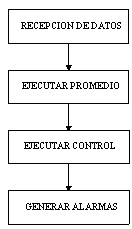 RECEPCION DE DATOS
EJECUTAR PROMEDIO
EJECUTAR CONTROL
GENERAR ALARMAS